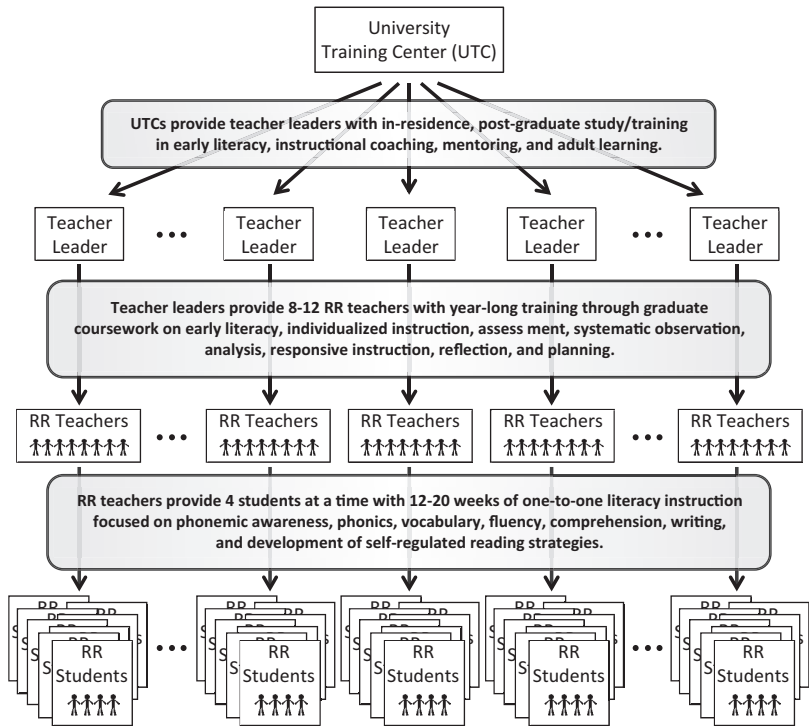 University
Training Center (UTC)
UTCs provide teacher leaders with in-residence, post-graduate study/training
in early literacy, instructional coaching, mentoring, and adult learning.
Teacher
Leader
•••
Teacher
Leader
Teacher
Leader
Teacher
Leader
•••
Teacher
Leader
Teacher leaders provide 8-12 RR teachers with year-long training through graduate
coursework on early literacy, individualized instruction, assess ment, systematic observation,
analysis, responsive instruction, reflection, and planning.
RR Teachers
•••
RR Teachers
RR Teachers
RR Teachers
•••
RR Teachers
RR teachers provide 4 students at a time with 12-20 weeks of one-to-one literacy instruction
focused on phonemic awareness, phonics, vocabulary, fluency, comprehension, writing,
and development of self-regulated reading strategies.
RR
Students
•••
RR
Students
RR
Students
RR
Students
•••
RR
Students